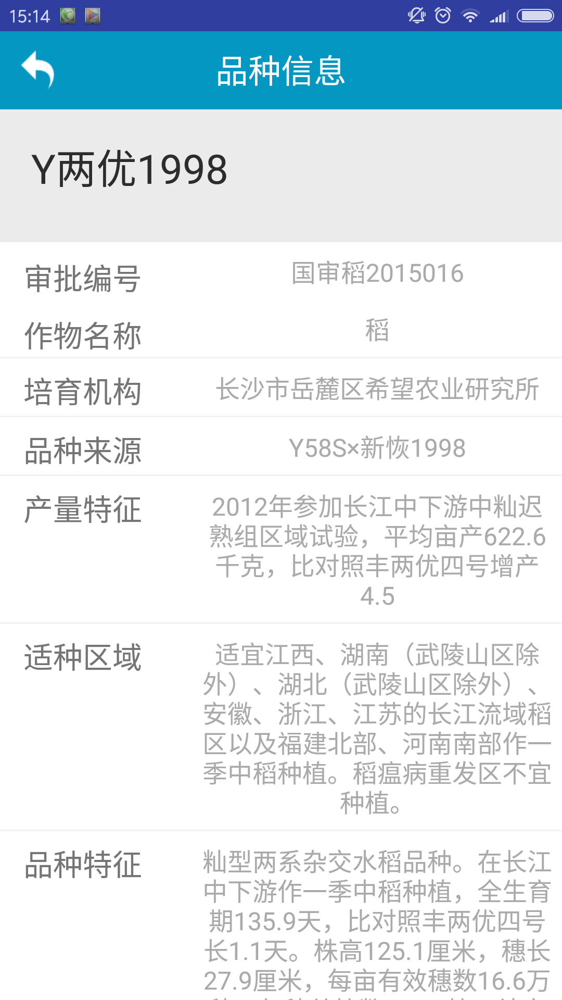 15:14
品种信息
Y两优1998
审批编号
国审稻2015016
作物名称
稻
培育机构
长沙市岳麓区希望农业研究所
品种来源
Y58S×新恢1998
产量特征
2012年参加长江中下游中籼迟
熟组区域试验，平均亩产622.6
千克，比对照丰两优四号增产
4.5
适种区域
适宜江西、湖南（武陵山区除
外）、湖北（武陵山区除外）、
安徽、浙江、江苏的长江流域稻
区以及福建北部、河南南部作一
季中稻种植。稻瘟病重发区不宜
种植。
品种特征
籼型两系杂交水稻品种。在长江
中下游作一季中稻种植，全生育
期135.9天，比对照丰两优四号
长1.1天。株高125.1厘米，穗长
27.9厘米，每亩有效穗数16.6万